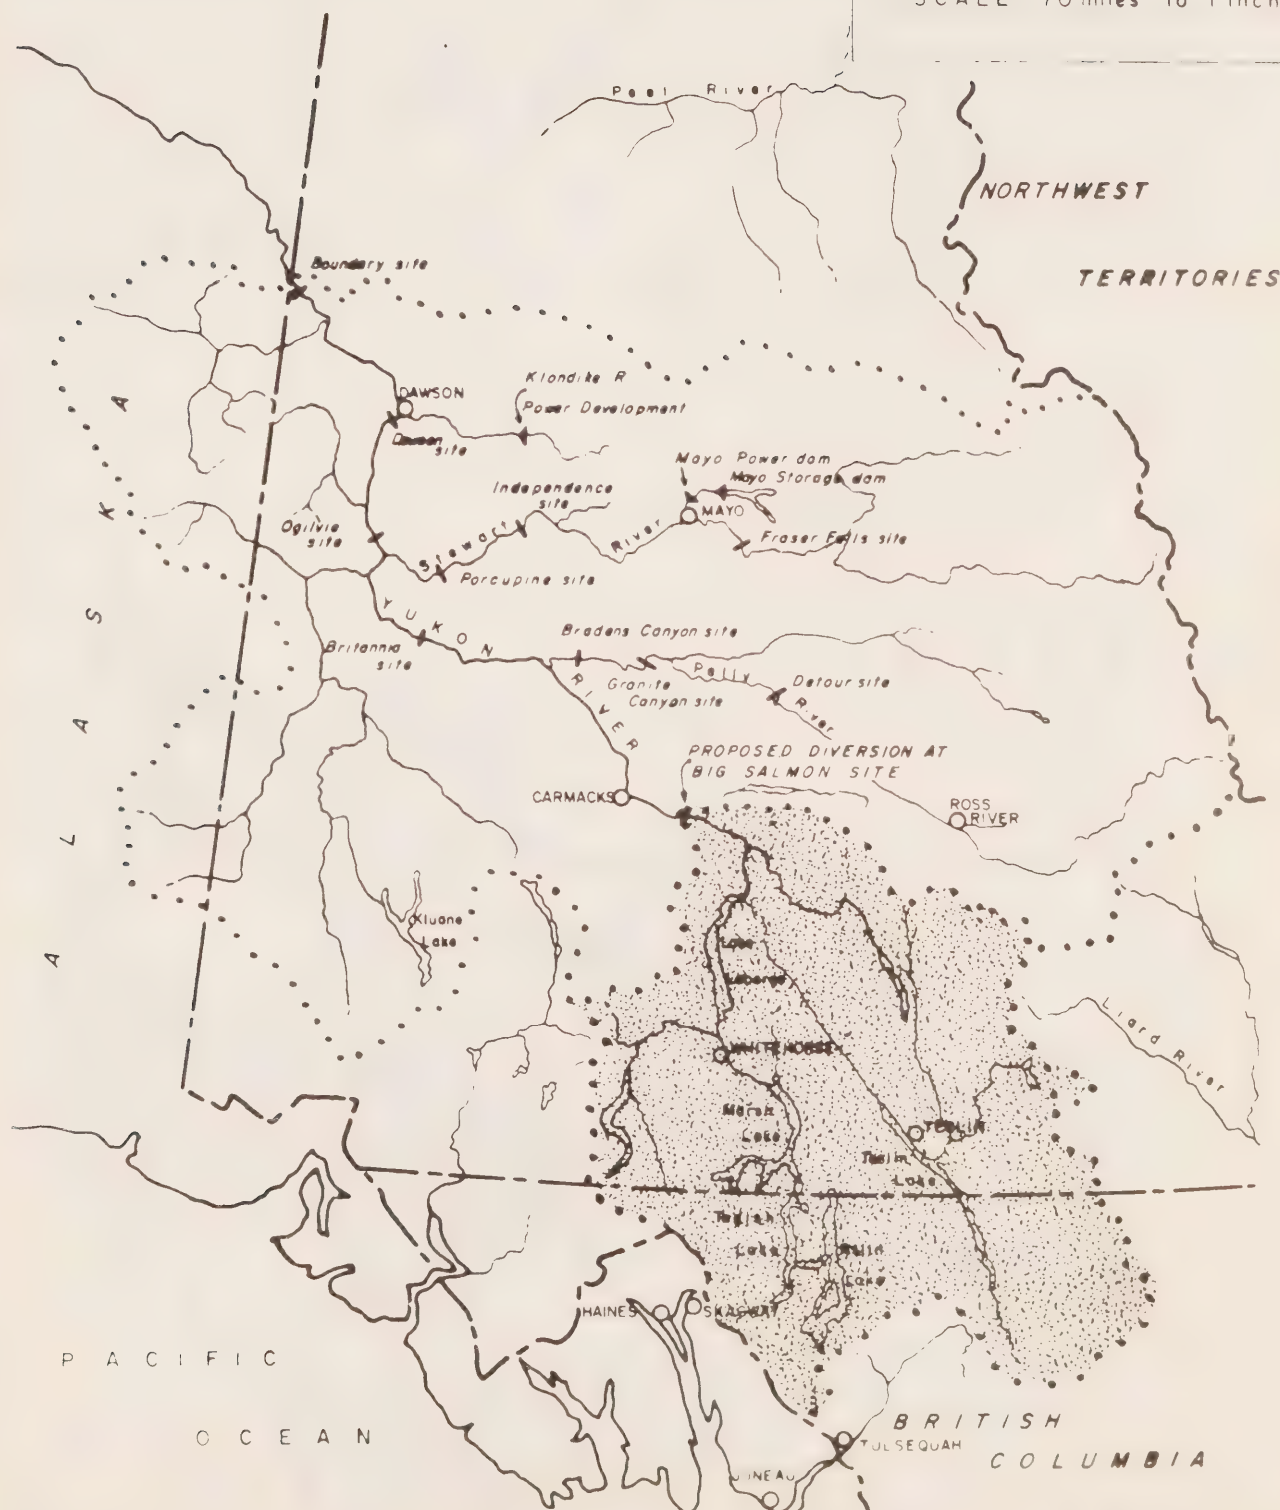 SCALE 70 miles to 1 inch
Peel River
NORTHWEST
TERRITORIES
Boundary site
Klondike R
Power Development
DAWSON
Dawson
site
Mayo Power dam
Mayo Storage dam
Independence
site
MAYO
Ogilvie
site
Stewart River
Fraser Falls site
Porcupine site
YUKON RIVER
Bradens Canyon site
Britannia
site
Pelly River
Granite
Canyon site
Detour site
PROPOSED DIVERSION AT
BIG SALMON SITE
CARMACKS
ROSS
RIVER
ALASKA
Kluane
Lake
Lake
Laberge
Liard River
WHITEHORSE
Marsh
Lake
TESLIN
Teslin
Lake
Tagish
Lake
Atlin
Lake
HAINES
SKAGWAY
PACIFIC
OCEAN
BRITISH
COLUMBIA
TULSEQUAH
JUNEAU